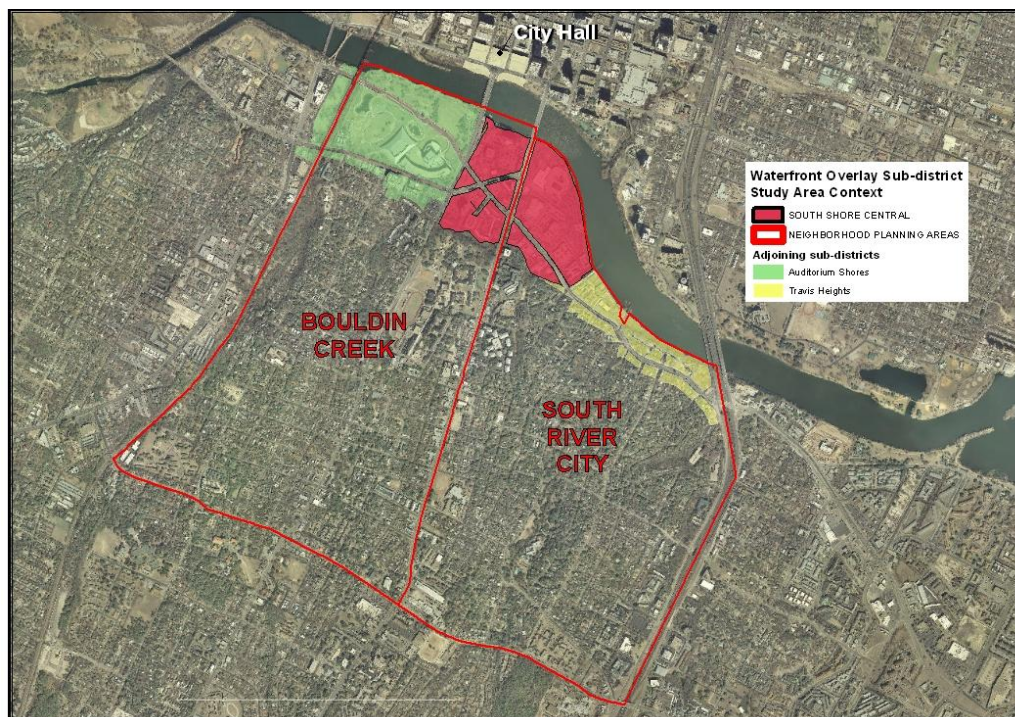 City Hall
Waterfront Overlay Sub-district
Study Area Context
SOUTH SHORE CENTRAL
NEIGHBORHOOD PLANNING AREAS
Adjoining sub-districts
Auditorium Shores
Travis Heights
BOULDIN
CREEK
SOUTH
RIVER
CITY